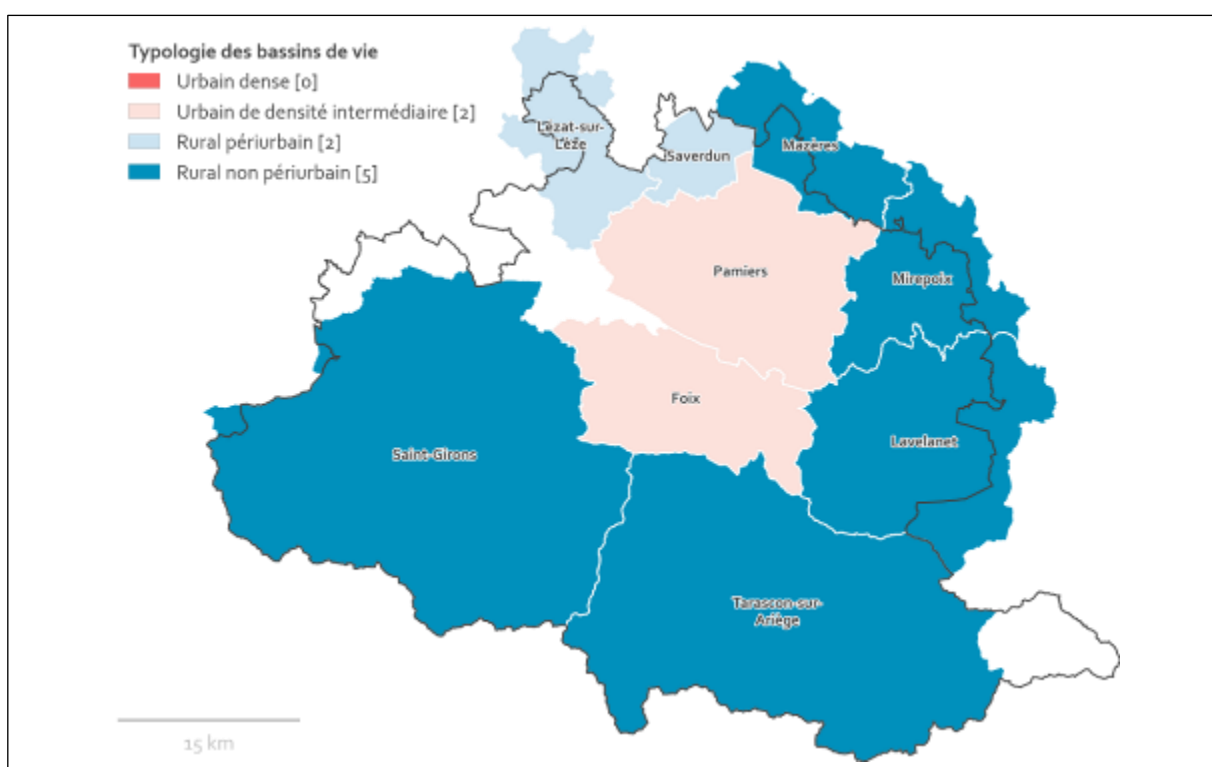 Typologie des bassins de vie
Urbain dense [0]
Urbain de densité intermédiaire [2]
Rural périurbain [2]
Rural non périurbain [5]
Lézat-sur-
Lèze
Saverdun
Mazères
Pamiers
Mirepoix
Foix
Lavelanet
Saint-Girons
Tarascon-sur-
Ariège
15 km